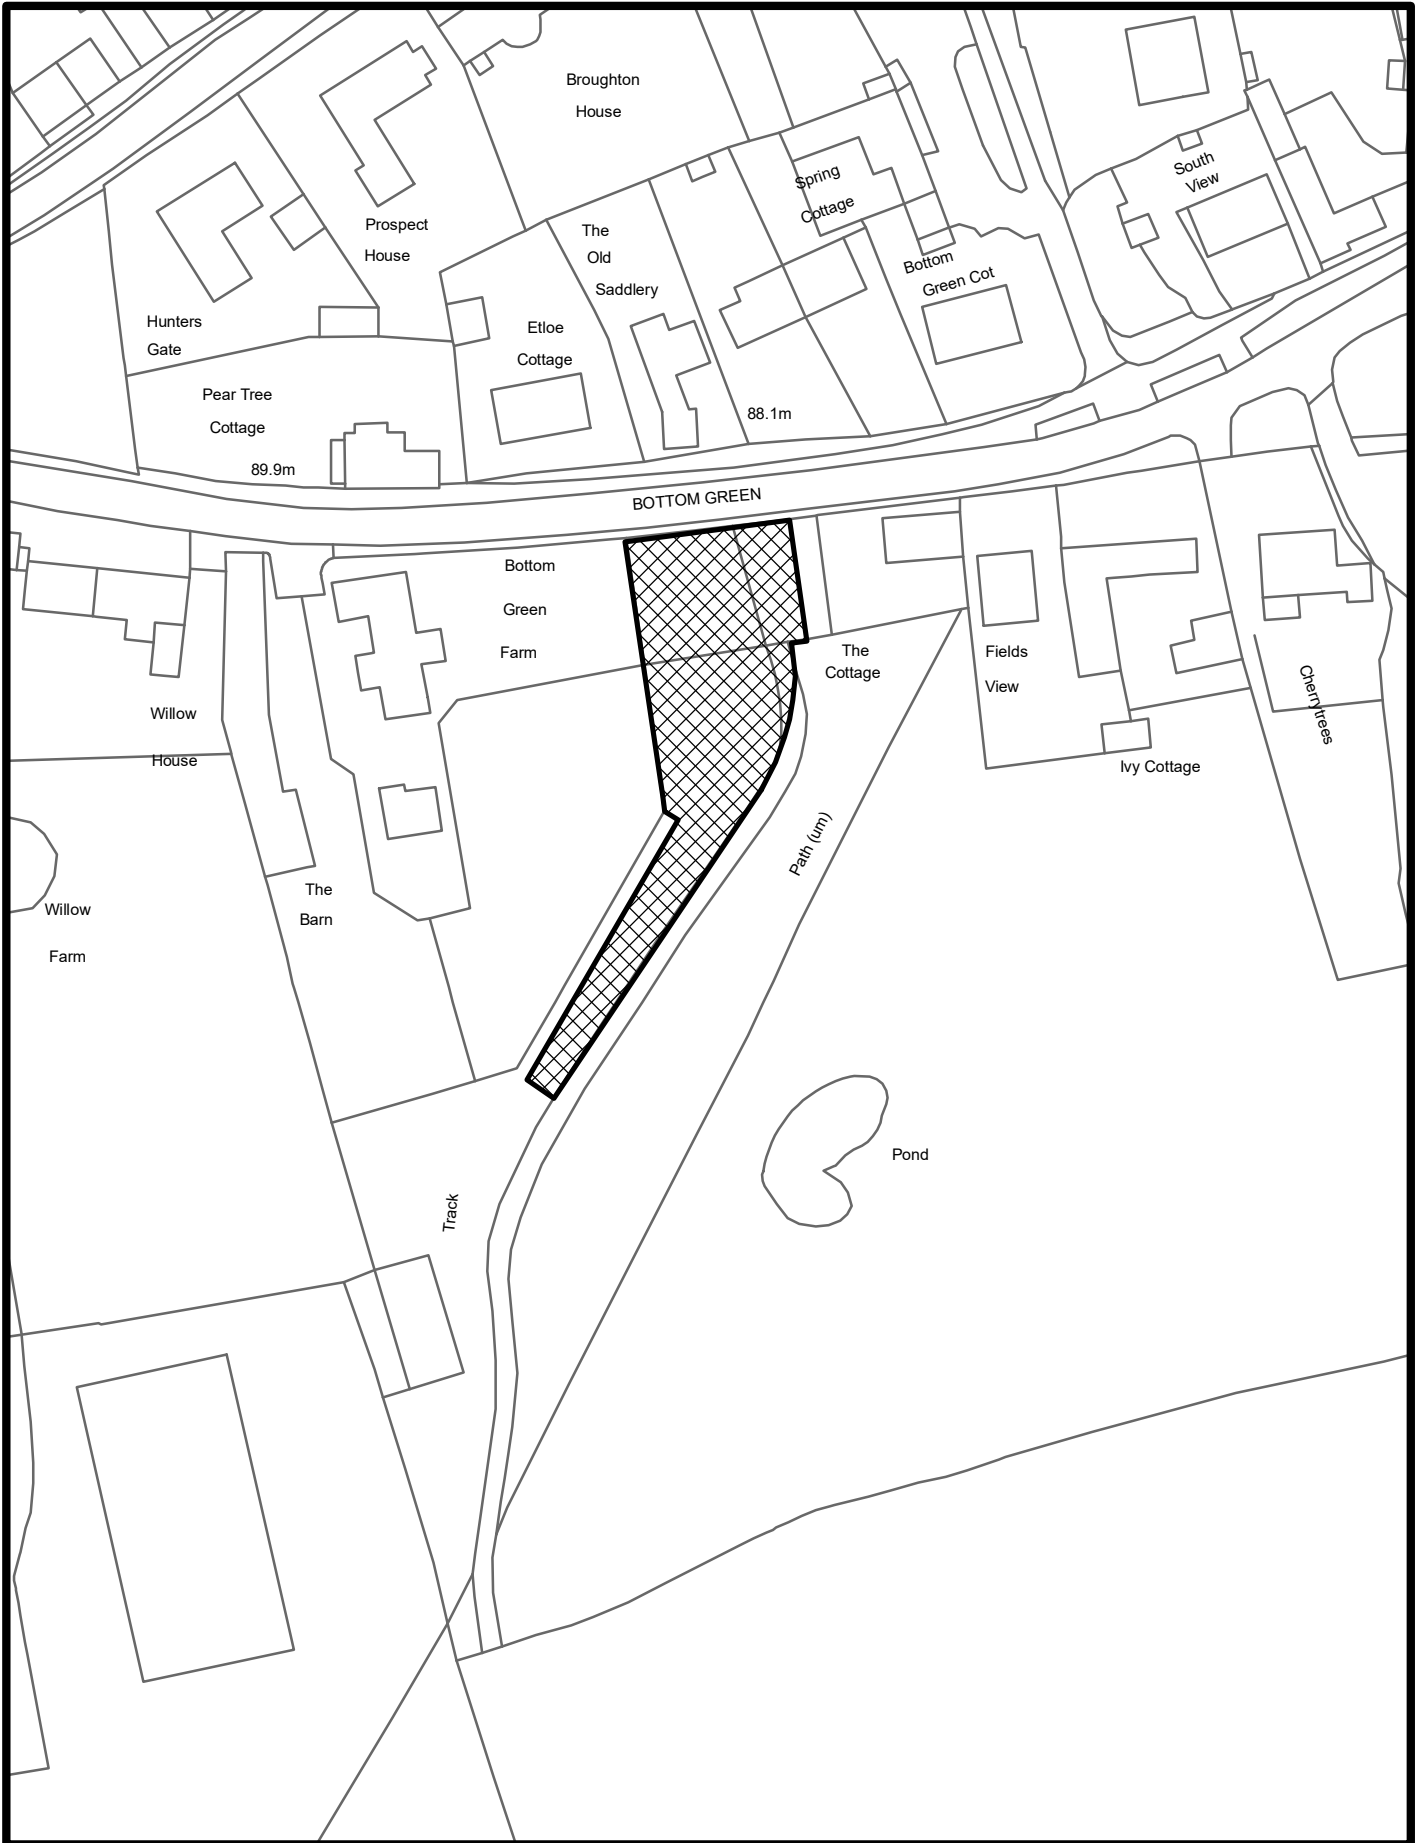 Broughton
House
South
View
Spring
Cottage
Prospect
House
The
Old
Saddlery
Bottom
Green Cot
Hunters
Gate
Etloe
Cottage
Pear Tree
Cottage
88.1m
89.9m
BOTTOM GREEN
Bottom
Green
Farm
The
Cottage
Fields
View
Cherrytrees
Willow
House
Ivy Cottage
Path (um)
The
Barn
Willow
Farm
Pond
Track